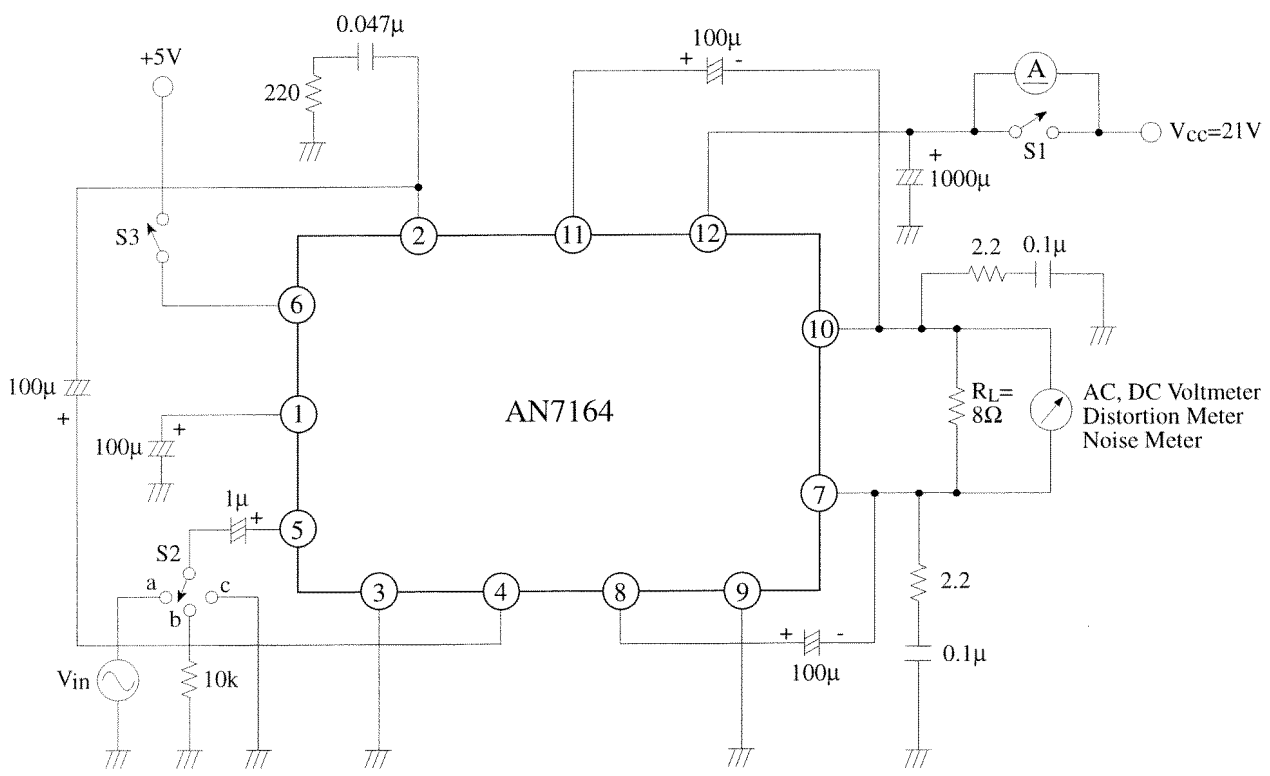 0.047μ
+5V
220
100μ
+ -
A
S1
Vcc=21V
+
1000μ
S3
2
11
12
2.2
0.1μ
6
10
100μ
+
1
+
100μ
AN7164
RL=
8Ω
AC, DC Voltmeter
Distortion Meter
Noise Meter
1μ
+
5
7
S2
a
b
c
3
4
8
9
2.2
+ -
100μ
0.1μ
Vin
10k